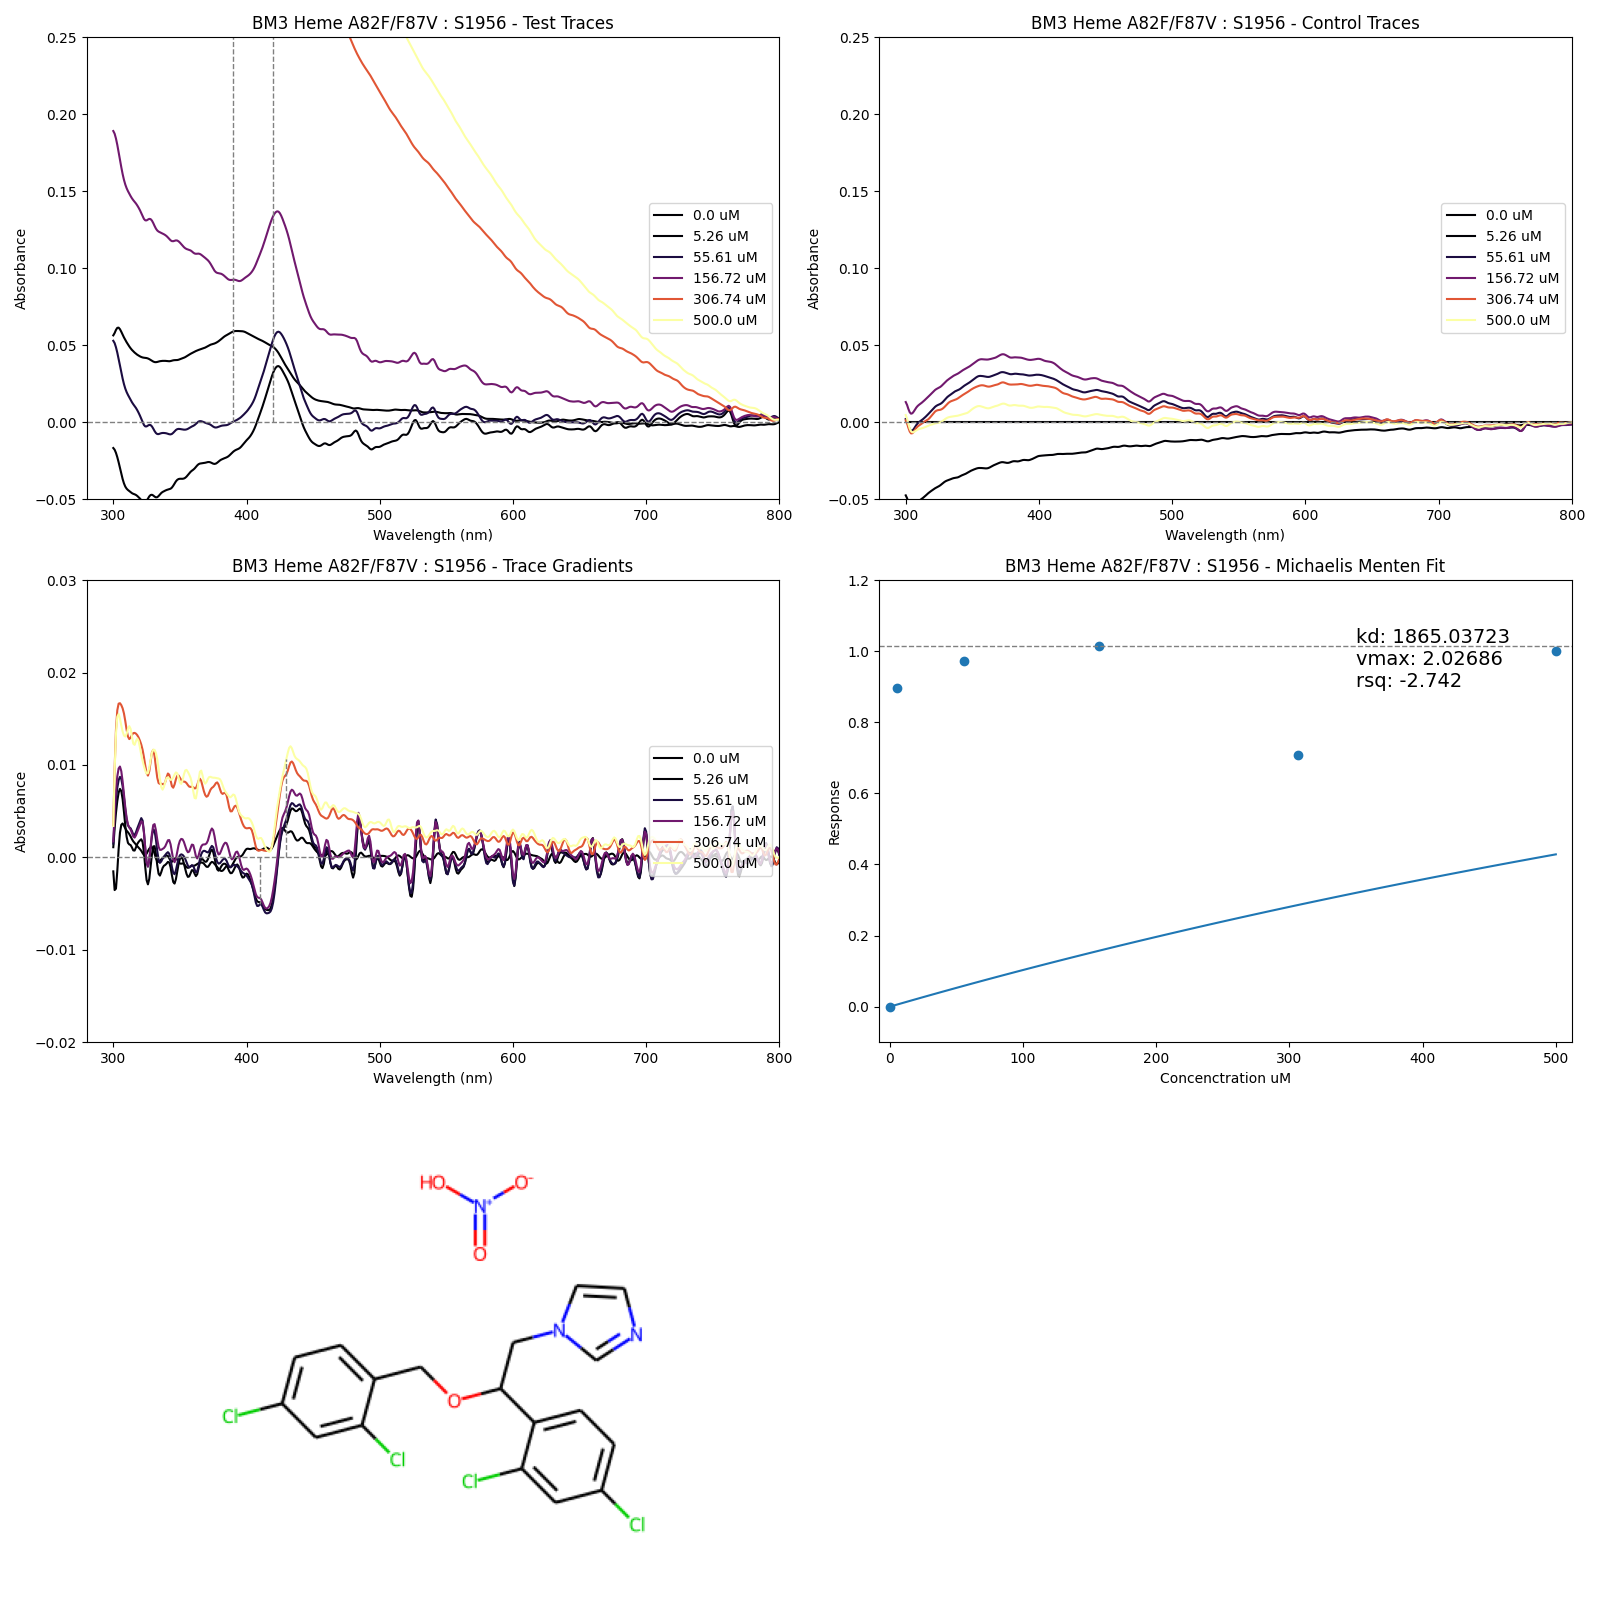 BM3 Heme A82F/F87V : S1956 - Test Traces
0.25
0.20
0.15
0.10
0.05
0.00
−0.05
Absorbance
300 400 500 600 700 800
Wavelength (nm)
0.0 uM
5.26 uM
55.61 uM
156.72 uM
306.74 uM
500.0 uM
BM3 Heme A82F/F87V : S1956 - Control Traces
0.25
0.20
0.15
0.10
0.05
0.00
−0.05
Absorbance
300 400 500 600 700 800
Wavelength (nm)
0.0 uM
5.26 uM
55.61 uM
156.72 uM
306.74 uM
500.0 uM
BM3 Heme A82F/F87V : S1956 - Trace Gradients
0.03
0.02
0.01
0.00
−0.01
−0.02
Absorbance
300 400 500 600 700 800
Wavelength (nm)
0.0 uM
5.26 uM
55.61 uM
156.72 uM
306.74 uM
500.0 uM
BM3 Heme A82F/F87V : S1956 - Michaelis Menten Fit
1.2
1.0
0.8
0.6
0.4
0.2
0.0
Response
0 100 200 300 400 500
Concenctration uM
kd: 1865.03723
vmax: 2.02686
rsq: -2.742
HO O-
N+
O
N
N
O
Cl
Cl
Cl
Cl